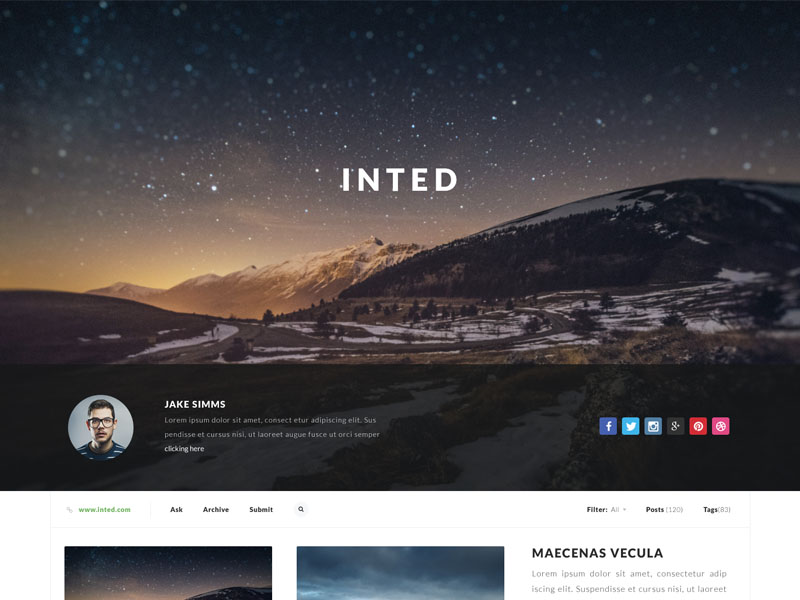 INTED
JAKE SIMMS
Lorem ipsum dolor sit amet, consect etur adipiscing elit. Sus
pendisse et cursus nisi, ut laoreet augue fusce ut orci semper
clicking here
www.inted.com Ask Archive Submit Filter: All Posts (120) Tags(83)
MAECENAS VECULA
Lorem ipsum dolor sit amet, consectetur adip
iscing elit. Suspendisse et cursus nisi, ut laoreet